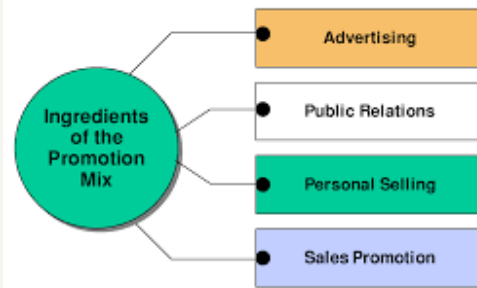 Ingredients
of the
Promotion
Mix
Advertising
Public Relations
Personal Selling
Sales Promotion